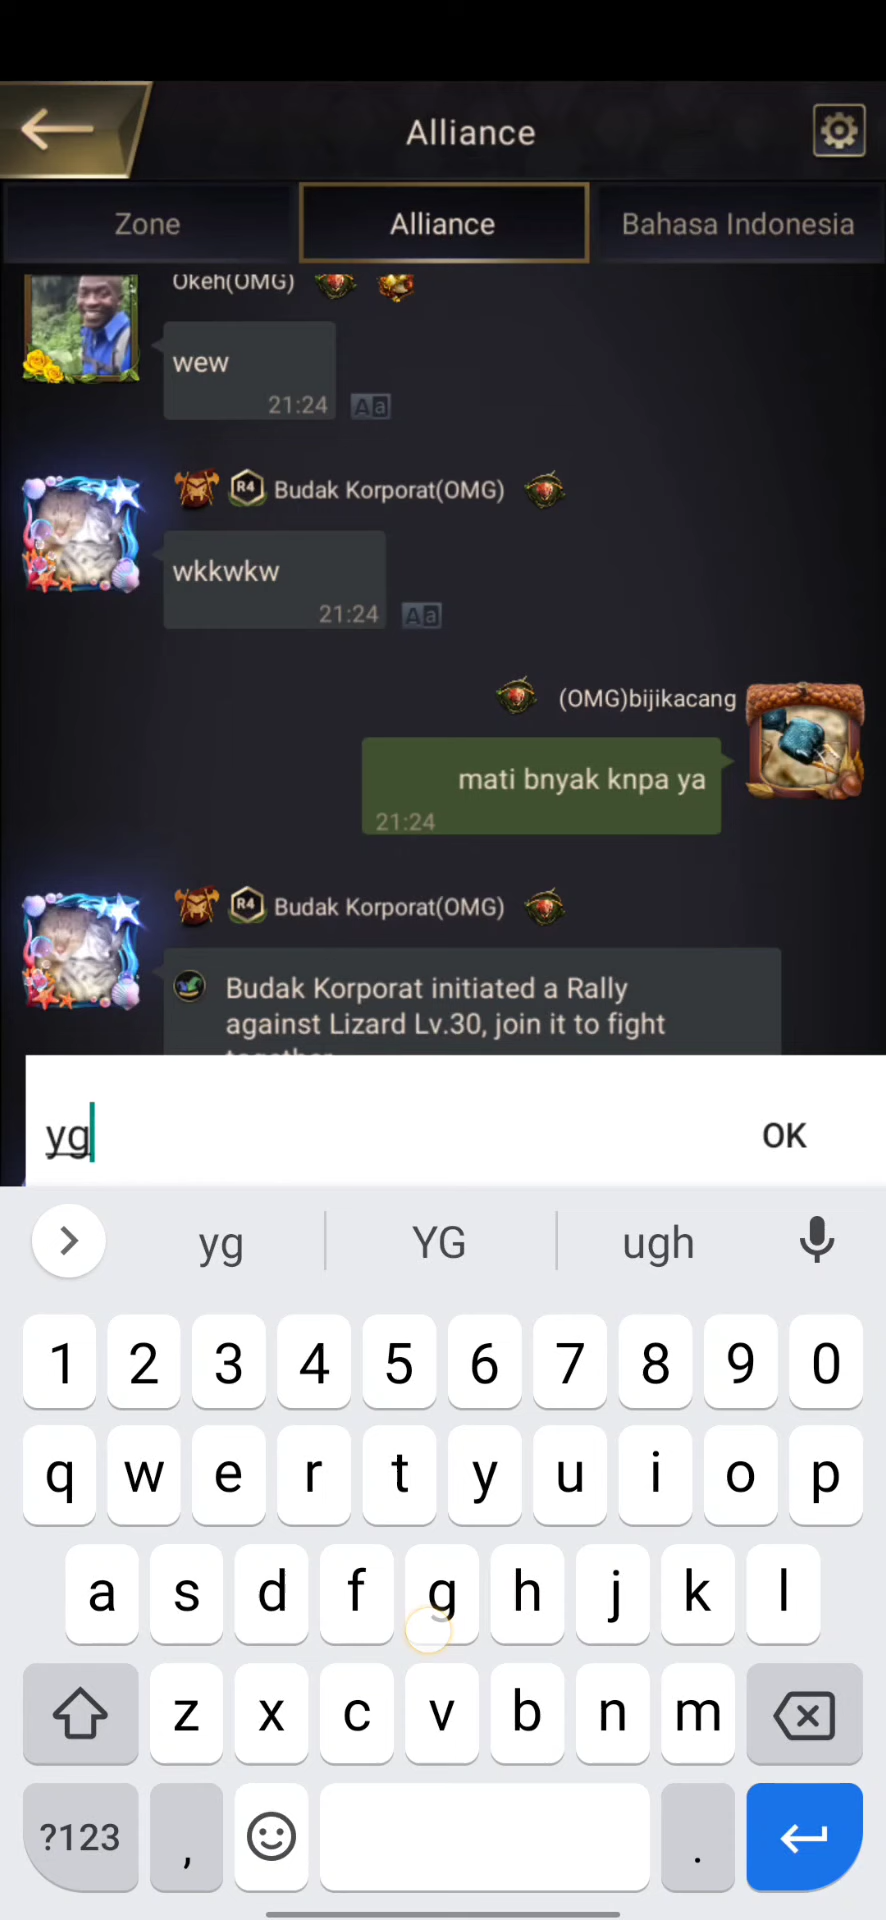 Alliance
Zone
Alliance
Bahasa Indonesia
Okeh(OMG)
wew
21:24
Aa
R4 Budak Korporat(OMG)
wkkwkw
21:24
Aa
(OMG)bijikacang
mati bnyak knpa ya
21:24
R4 Budak Korporat(OMG)
Budak Korporat initiated a Rally
against Lizard Lv.30, join it to fight
together
yg
OK
yg
YG
ugh
1 2 3 4 5 6 7 8 9 0
q w e r t y u i o p
a s d f g h j k l
z x c v b n m
?123 , .